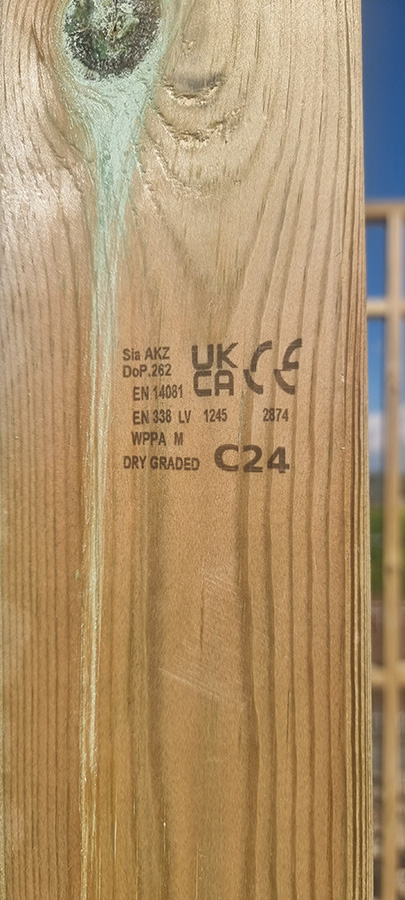 Sia AKZ
DoP.262
UK
CA
CE
EN 14081
EN 338 LV 1245 2874
WPPA M
DRY GRADED C24